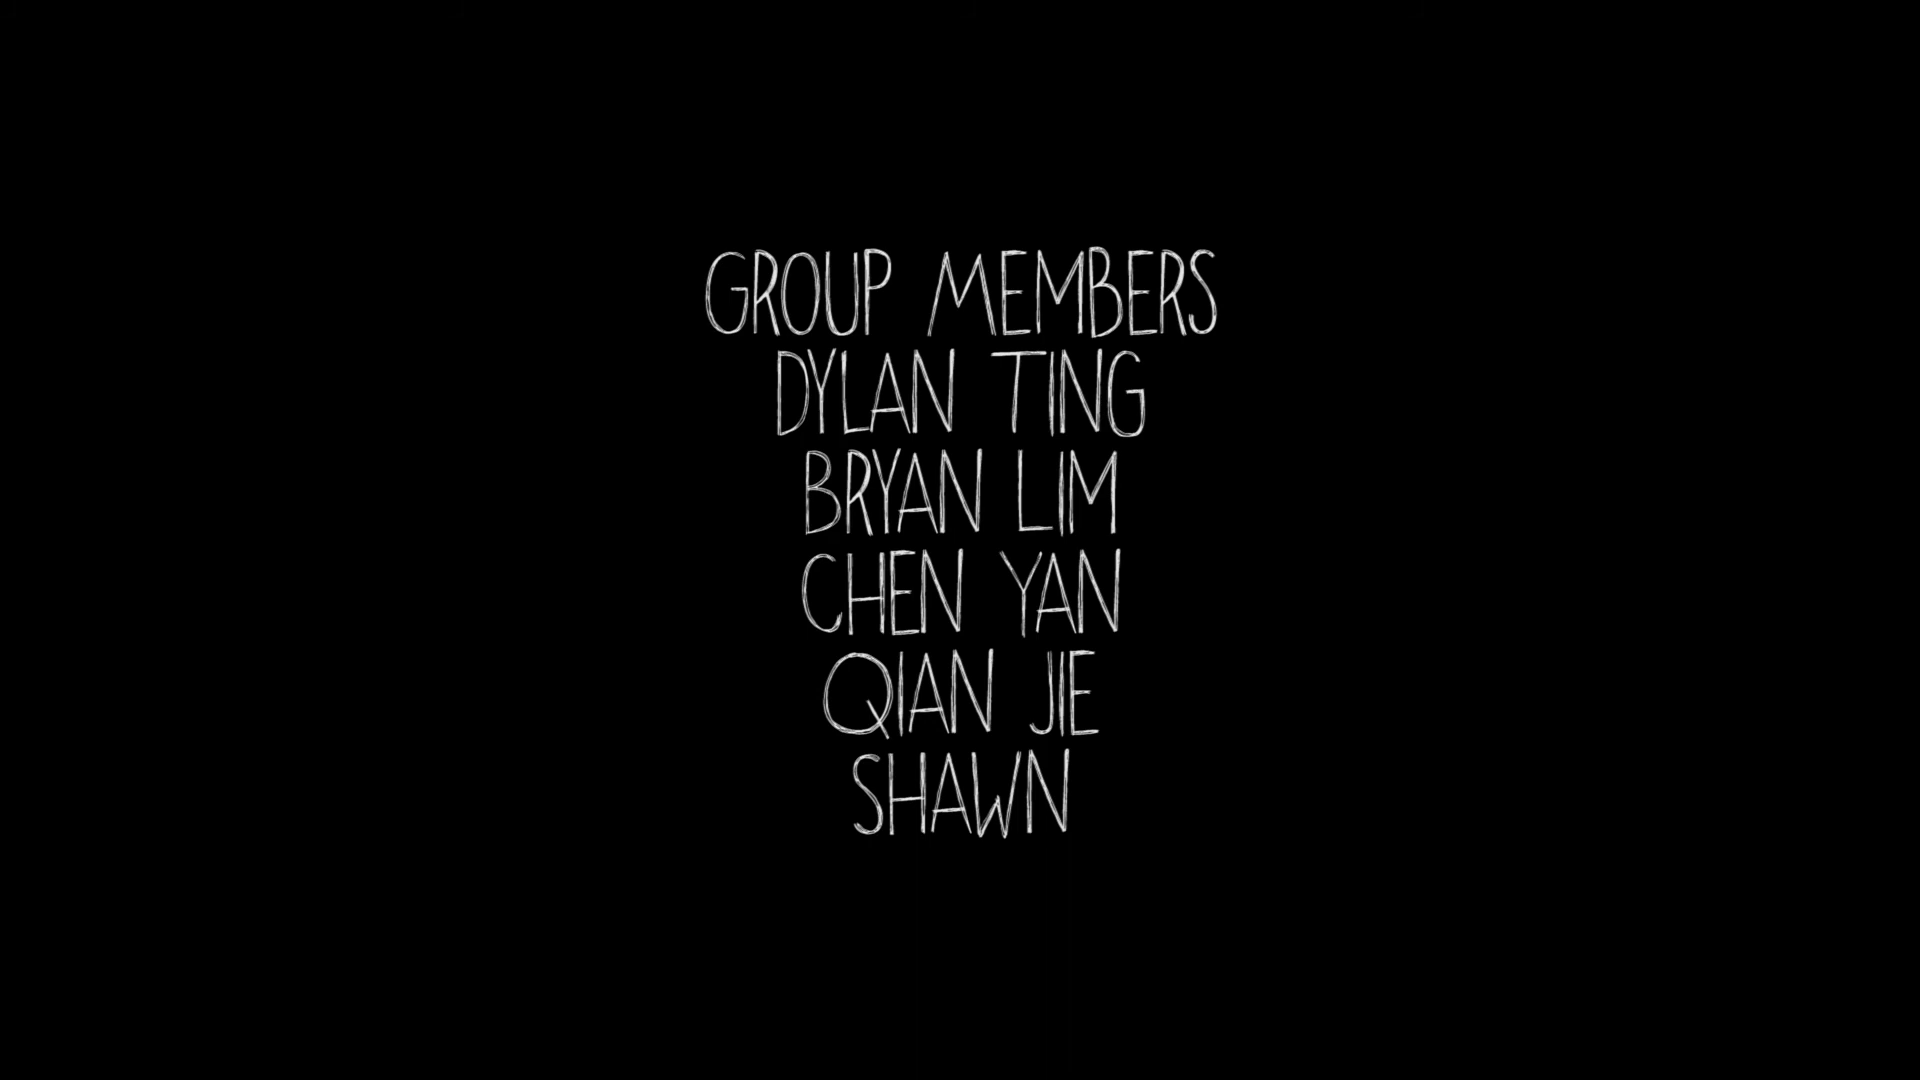 GROUP MEMBERS
DYLAN TING
BRYAN LIM
CHEN YAN
QIAN JIE
SHAWN